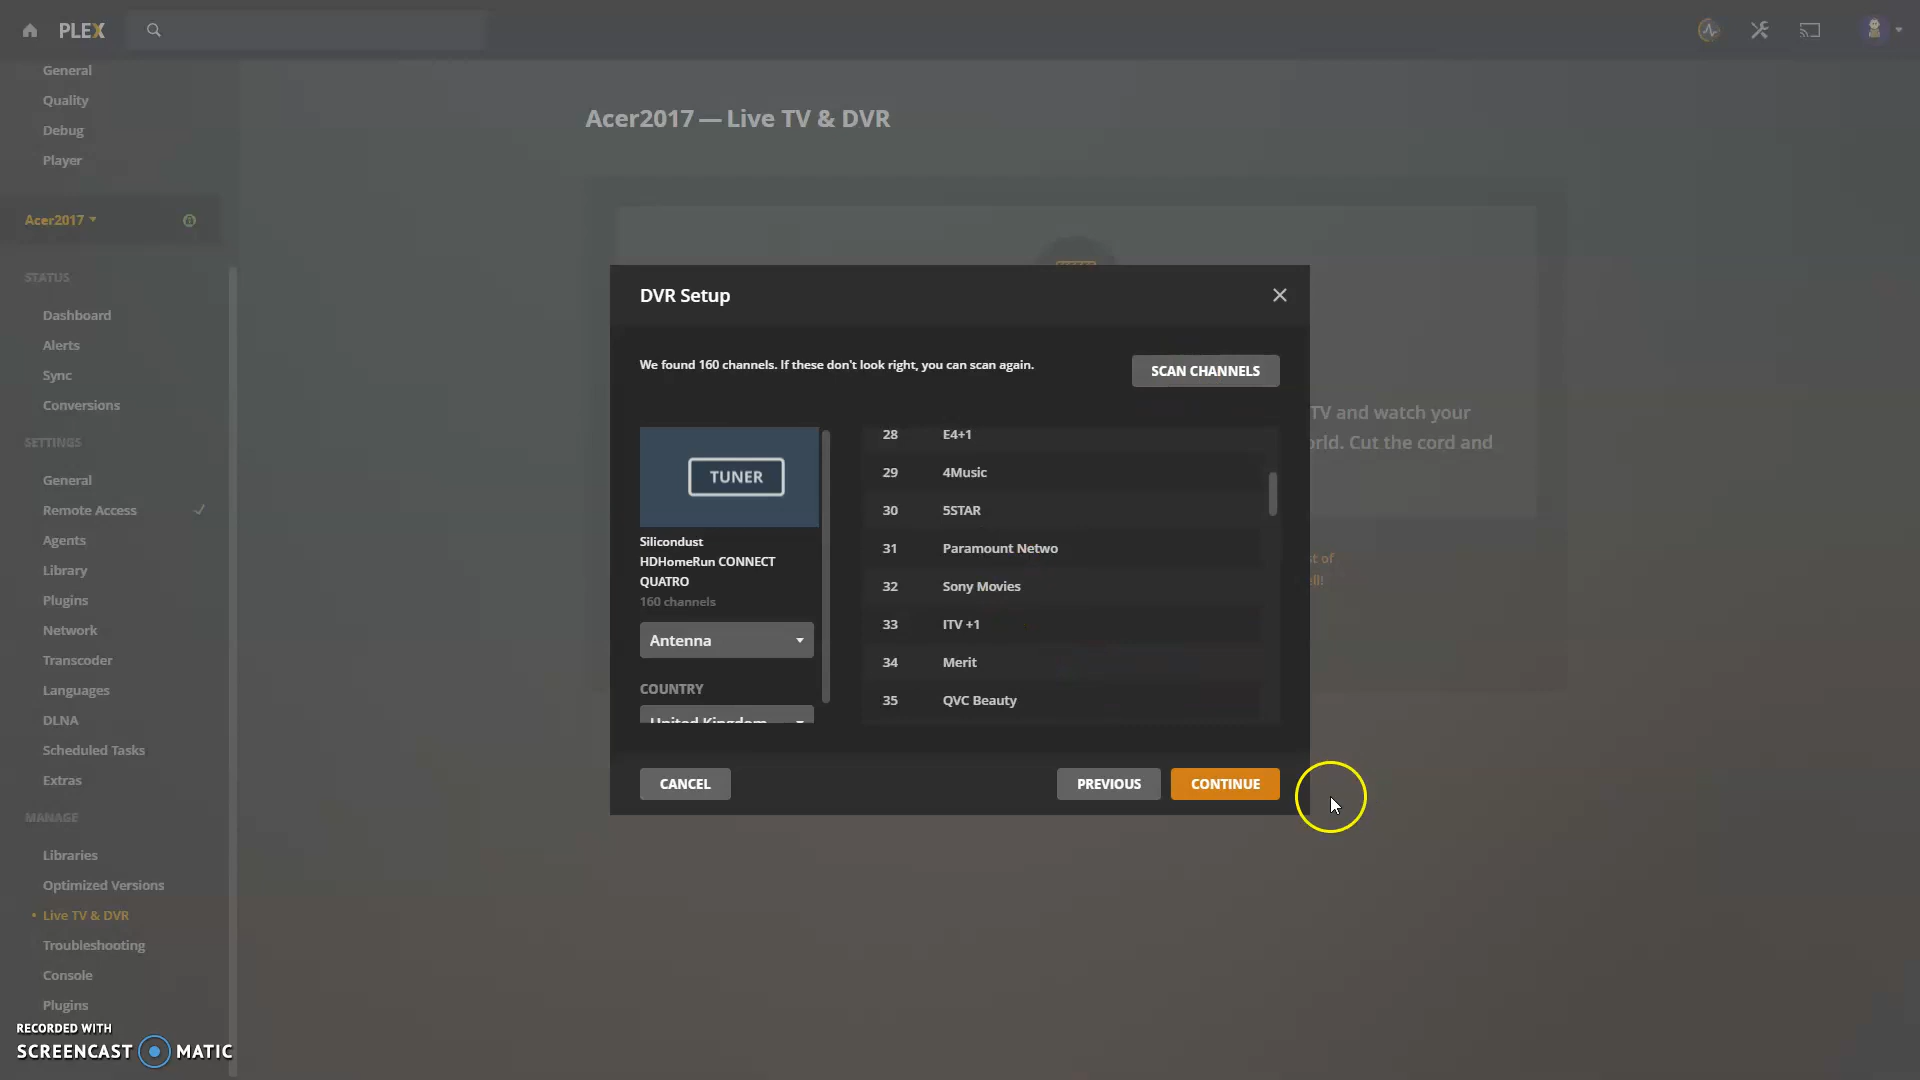 PLEX
General
Quality
Debug
Player
Acer2017
STATUS
Dashboard
Alerts
Sync
Conversions
SETTINGS
General
Remote Access
Agents
Library
Plugins
Network
Transcoder
Languages
DLNA
Scheduled Tasks
Extras
MANAGE
Libraries
Optimized Versions
Live TV & DVR
Troubleshooting
Console
Plugins
RECORDED WITH
SCREENCAST MATIC
Acer2017 — Live TV & DVR
TV and watch your
Cut the cord and
of
DVR Setup
We found 160 channels. If these don't look right, you can scan again.
SCAN CHANNELS
TUNER
Silicondust
HDHomeRun CONNECT
QUATRO
160 channels
Antenna
COUNTRY
United Kingdom
28 E4+1
29 4Music
30 5STAR
31 Paramount Netwo
32 Sony Movies
33 ITV +1
34 Merit
35 QVC Beauty
CANCEL
PREVIOUS
CONTINUE